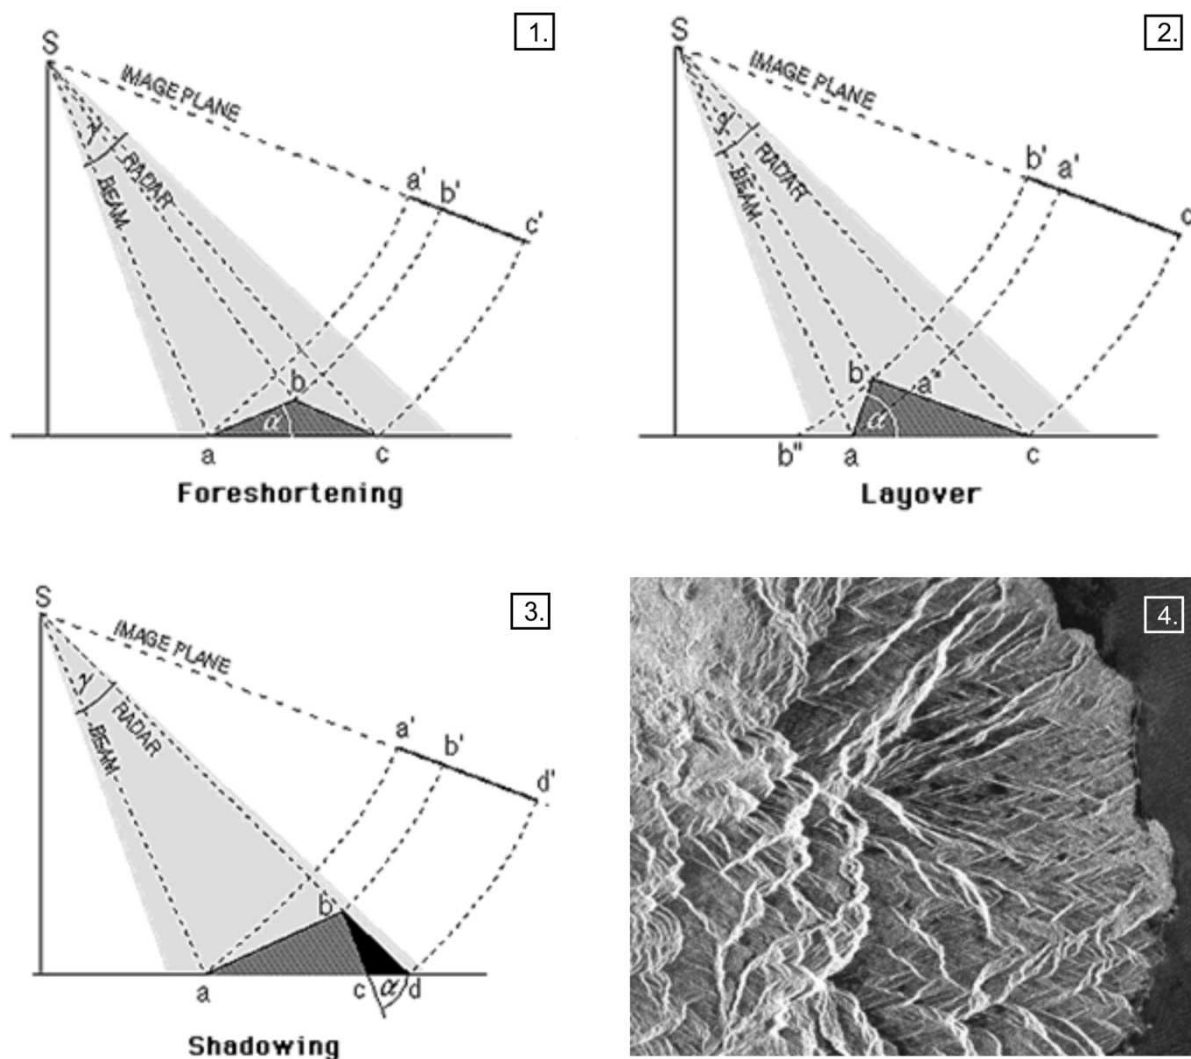 1.
S
IMAGE PLANE
γ
RADAR
BEAM
a'
b'
c'
b
α
a
c
Foreshortening
2.
S
IMAGE PLANE
RADAR
BEAM
b'
a'
c
b
a"
α
b"
a
c
Layover
3.
S
IMAGE PLANE
γ
RADAR
BEAM
a'
b'
d'
b
a
c
α
d
Shadowing
4.